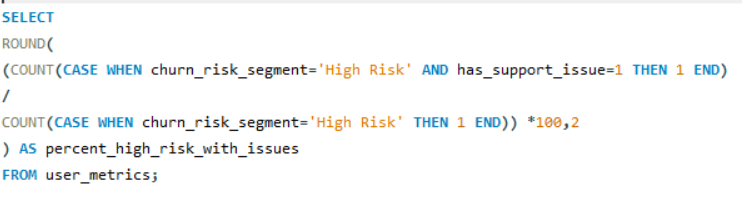 SELECT
ROUND(
(COUNT(CASE WHEN churn_risk_segment='High Risk' AND has_support_issue=1 THEN 1 END)
/
COUNT(CASE WHEN churn_risk_segment='High Risk' THEN 1 END)) *100,2
) AS percent_high_risk_with_issues
FROM user_metrics;